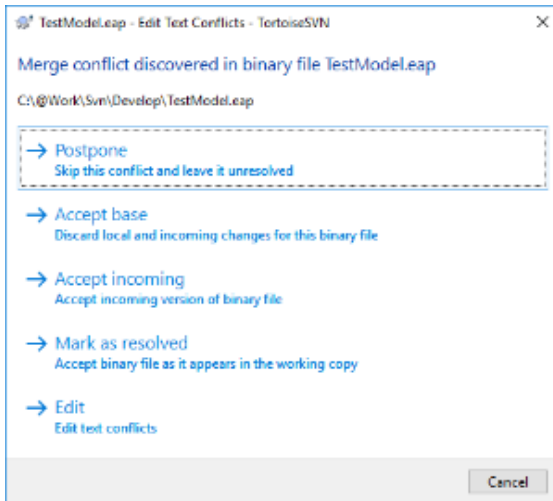 TestModel.eap - Edit Text Conflicts - TortoiseSVN
Merge conflict discovered in binary file TestModel.eap
C:\@Work\Svn\Develop\TestModel.eap
Postpone
Skip this conflict and leave it unresolved
Accept base
Discard local and incoming changes for this binary file
Accept incoming
Accept incoming version of binary file
Mark as resolved
Accept binary file as it appears in the working copy
Edit
Edit text conflicts
Cancel